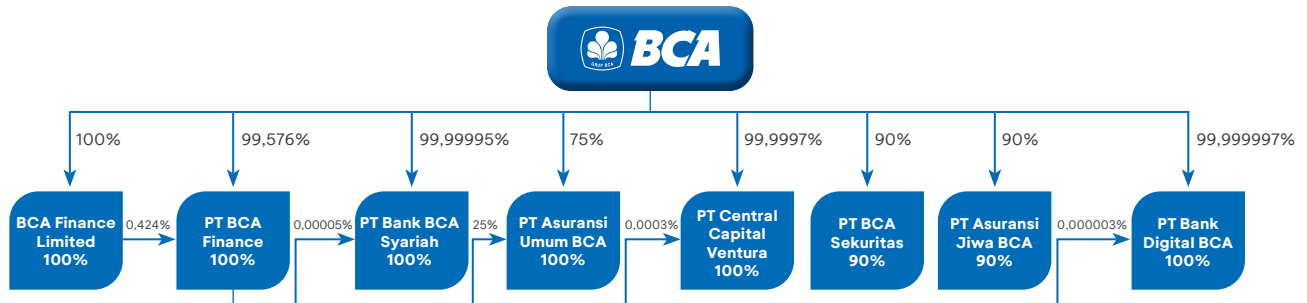 GRUP BCA
BCA
100%
99,576%
99,99995%
75%
99,9997%
90%
90%
99,999997%
BCA Finance
Limited
100%
0,424%
PT BCA
Finance
100%
0,00005%
PT Bank BCA
Syariah
100%
25%
PT Asuransi
Umum BCA
100%
0,0003%
PT Central
Capital
Ventura
100%
PT BCA
Sekuritas
90%
PT Asuransi
Jiwa BCA
90%
0,000003%
PT Bank
Digital BCA
100%